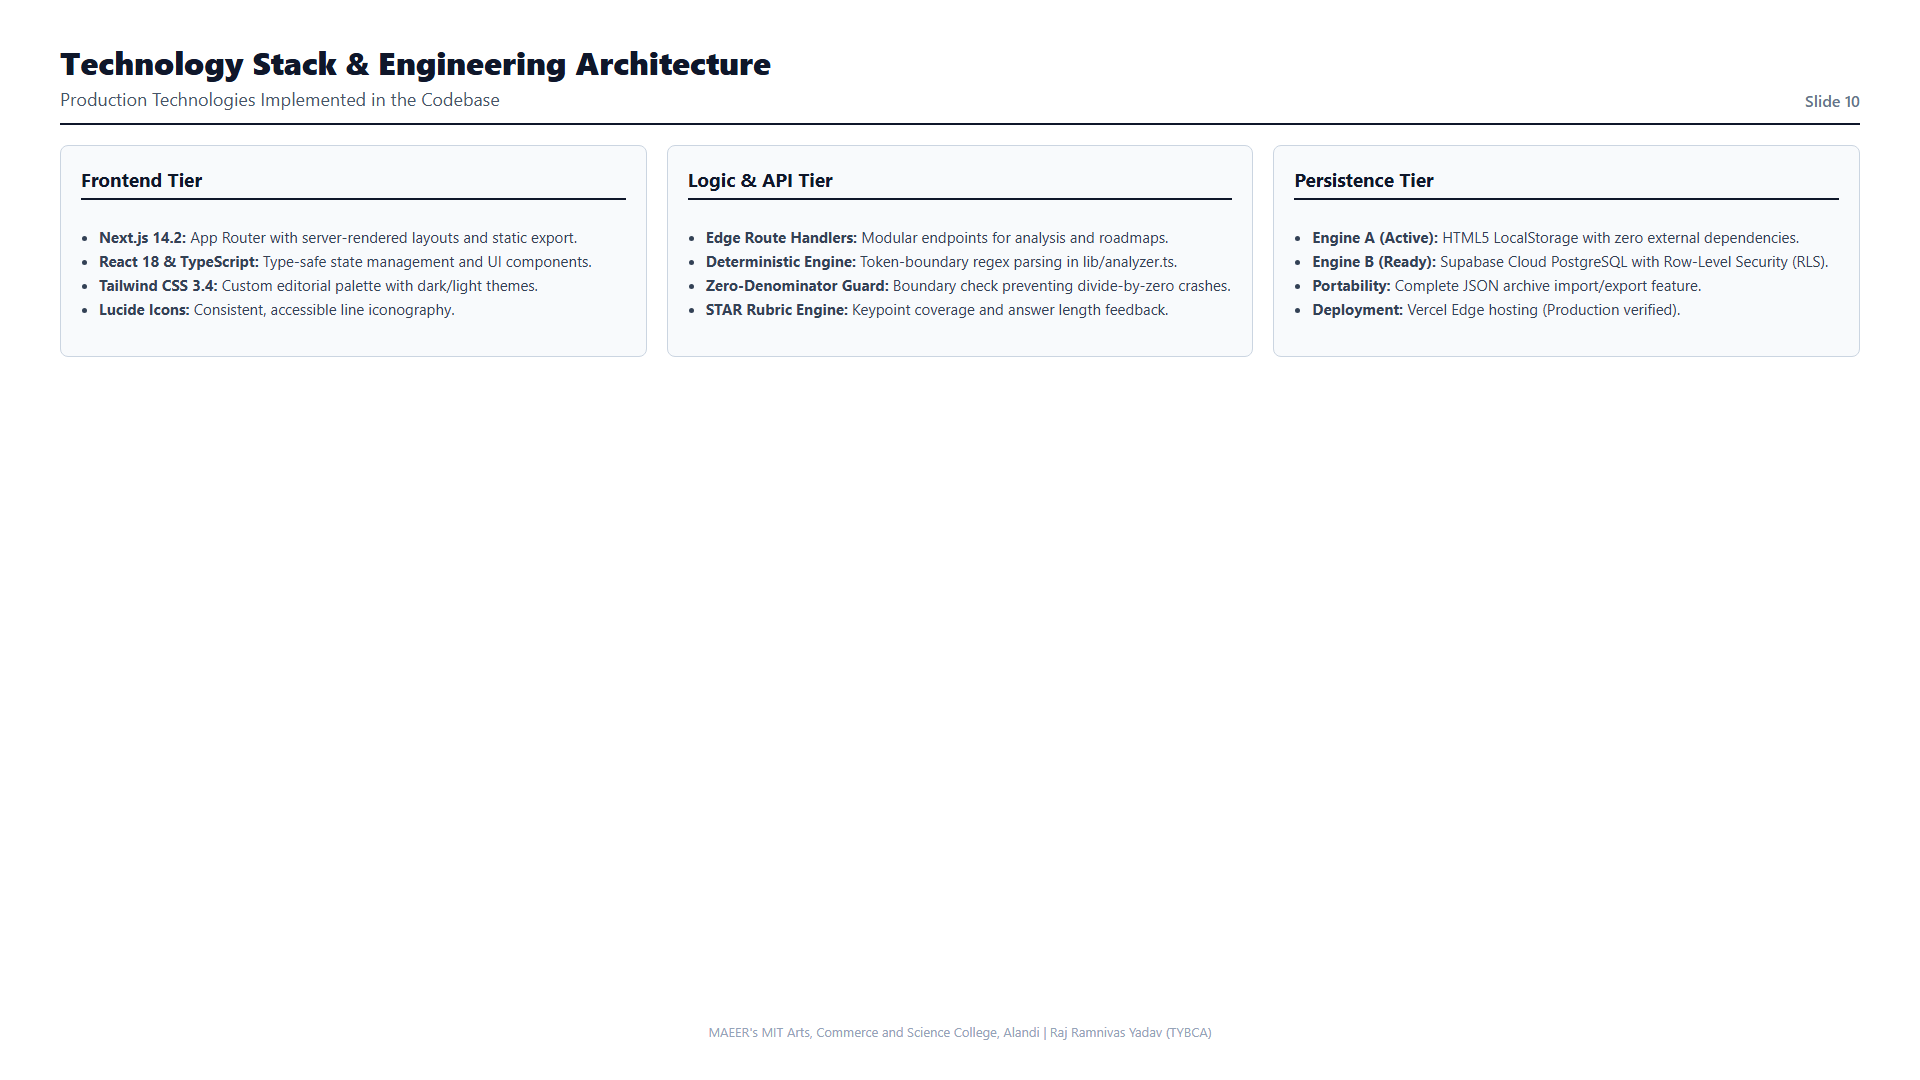 Technology Stack & Engineering Architecture
Production Technologies Implemented in the Codebase
Slide 10
Frontend Tier
• Next.js 14.2: App Router with server-rendered layouts and static export.
• React 18 & TypeScript: Type-safe state management and UI components.
• Tailwind CSS 3.4: Custom editorial palette with dark/light themes.
• Lucide Icons: Consistent, accessible line iconography.
Logic & API Tier
• Edge Route Handlers: Modular endpoints for analysis and roadmaps.
• Deterministic Engine: Token-boundary regex parsing in lib/analyzer.ts.
• Zero-Denominator Guard: Boundary check preventing divide-by-zero crashes.
• STAR Rubric Engine: Keypoint coverage and answer length feedback.
Persistence Tier
• Engine A (Active): HTML5 LocalStorage with zero external dependencies.
• Engine B (Ready): Supabase Cloud PostgreSQL with Row-Level Security (RLS).
• Portability: Complete JSON archive import/export feature.
• Deployment: Vercel Edge hosting (Production verified).
MAEER's MIT Arts, Commerce and Science College, Alandi | Raj Ramnivas Yadav (TYBCA)